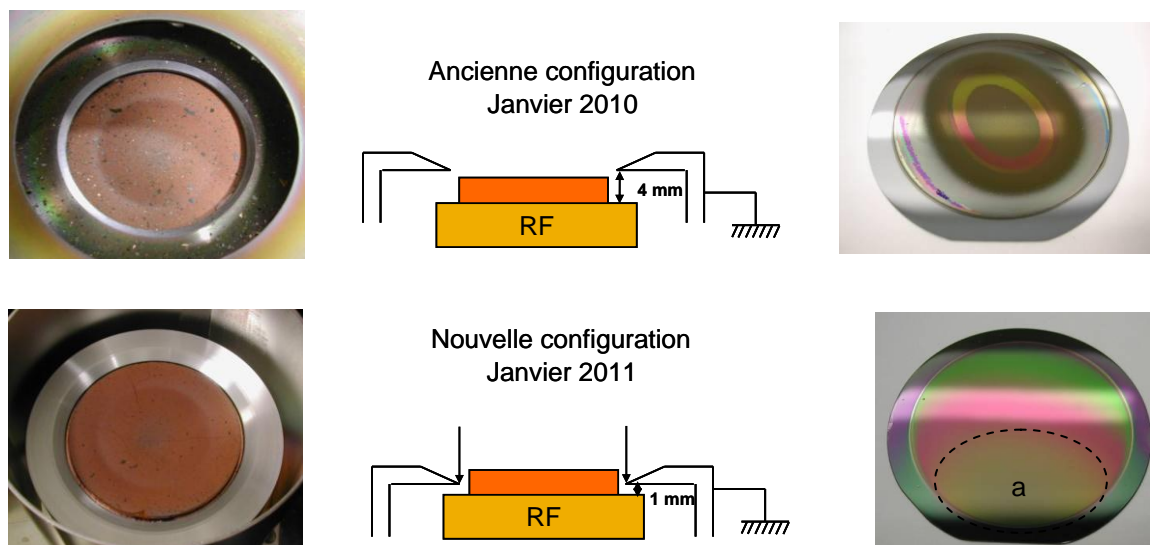 Ancienne configuration
Janvier 2010
4 mm
RF
Nouvelle configuration
Janvier 2011
1 mm
RF
a